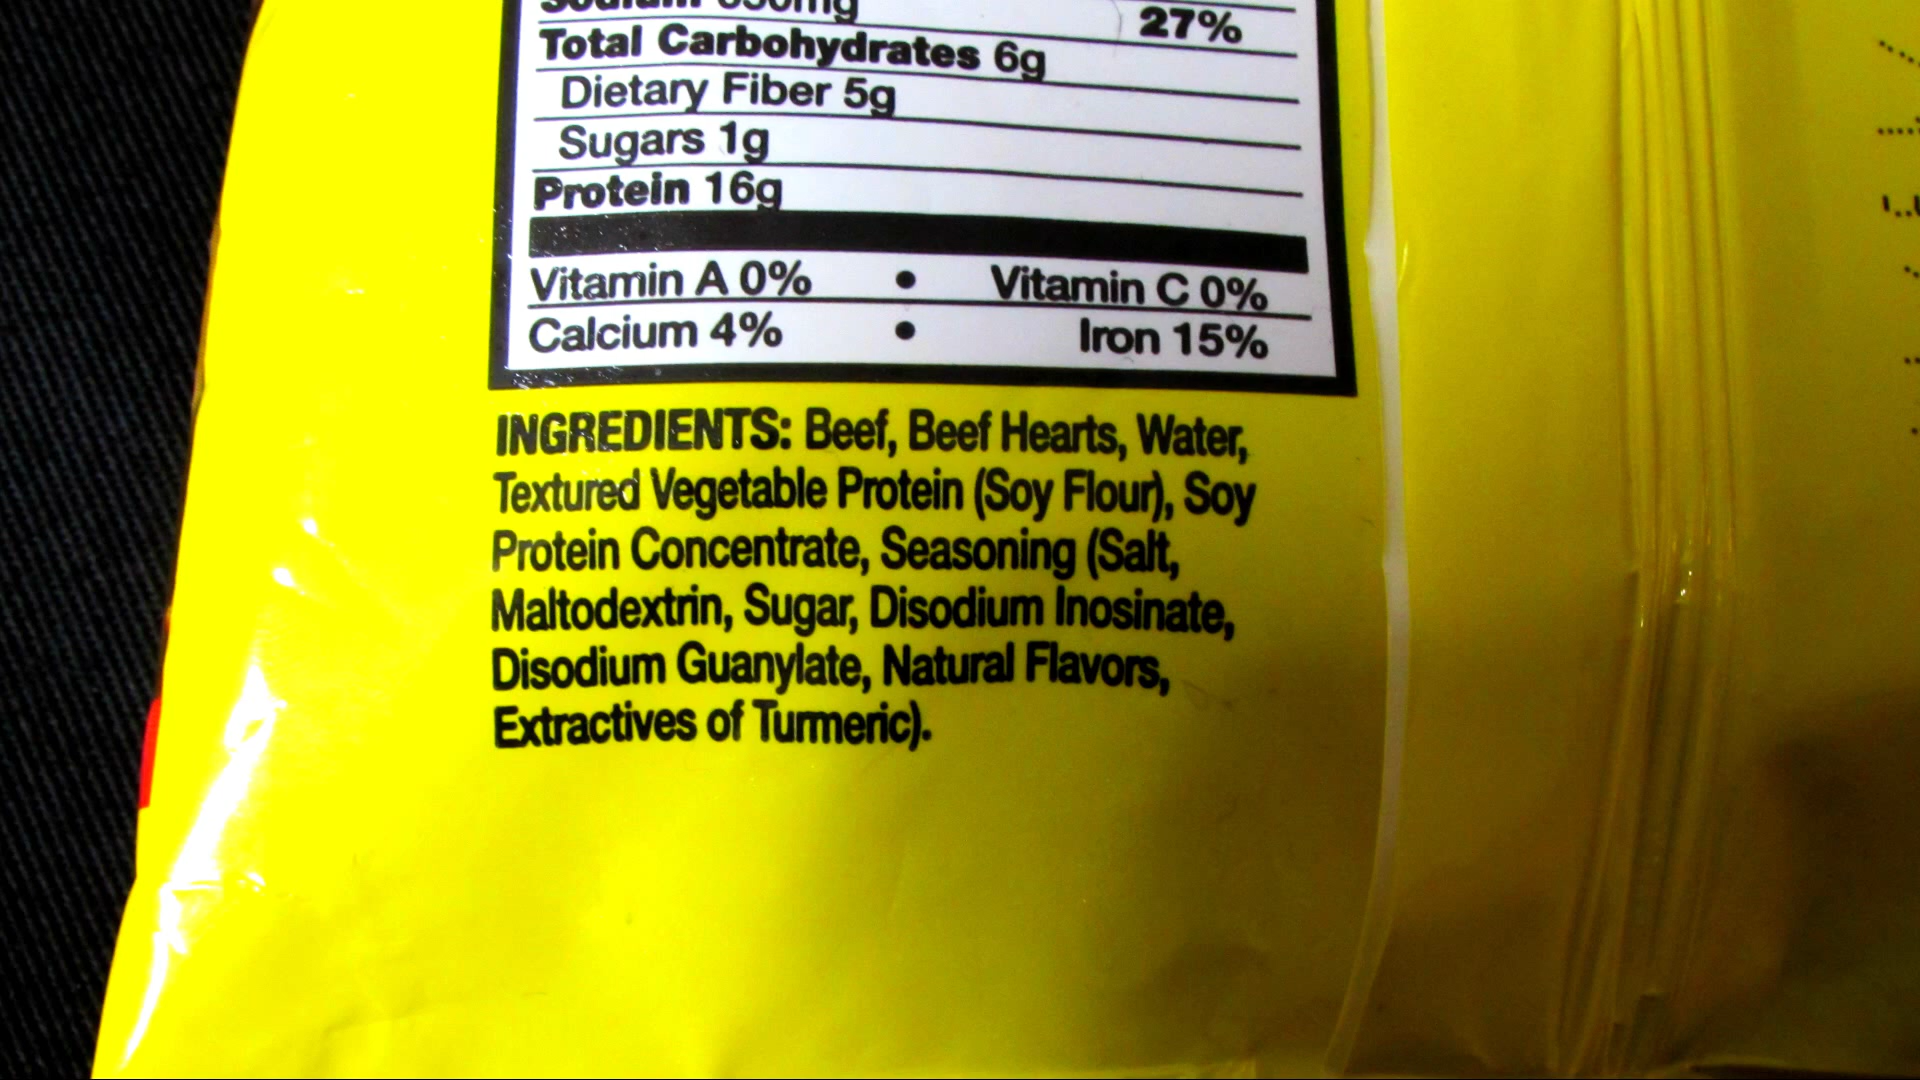 27%
Total Carbohydrates 6g
Dietary Fiber 5g
Sugars 1g
Protein 16g
Vitamin A 0% • Vitamin C 0%
Calcium 4% • Iron 15%
INGREDIENTS: Beef, Beef Hearts, Water,
Textured Vegetable Protein (Soy Flour), Soy
Protein Concentrate, Seasoning (Salt,
Maltodextrin, Sugar, Disodium Inosinate,
Disodium Guanylate, Natural Flavors,
Extractives of Turmeric).